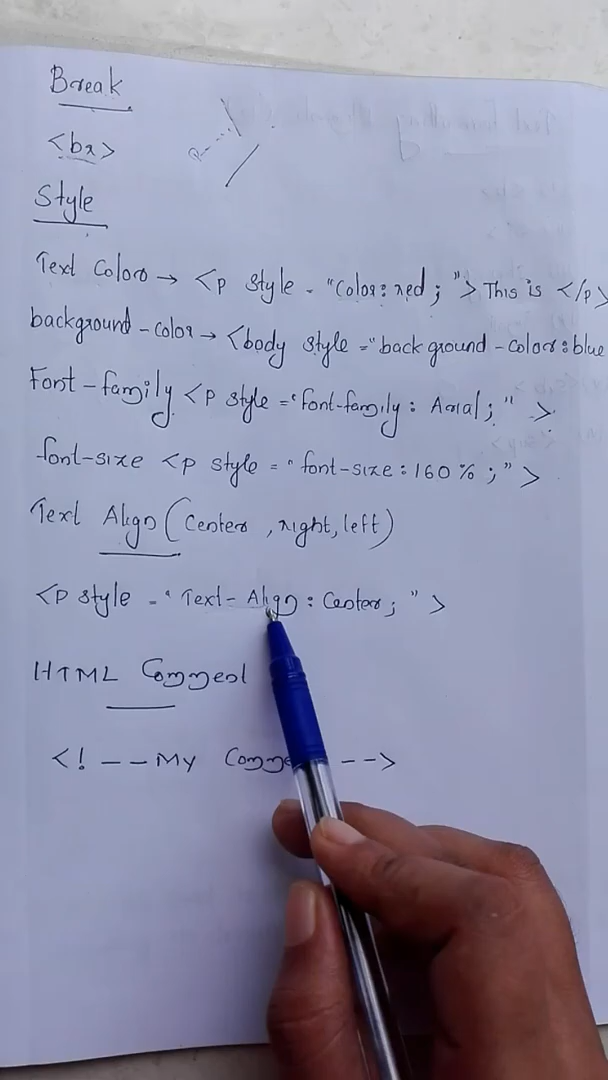 Break
<br>
Style
Text Color → <p style = "Color: red ; "> This is </p>
background-color → <body style = "background-color: blue
Font-family <p style = "font-family: Arial; " >
font-size <p style = " font-size: 160% ;">
Text Align (Center, right, left)
<p style = " Text-Align: Center; " >
HTML Comment
<! -- My Comme -->